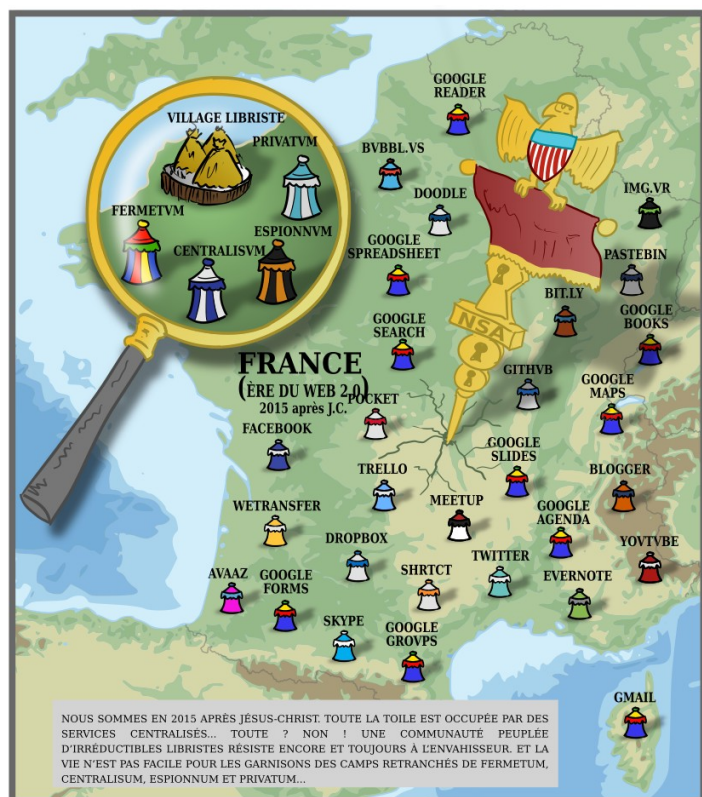 GOOGLE
READER
VILLAGE LIBRISTE
PRIVATVM
BVBBL.VS
DOODLE
IMG.VR
FERMETVM
ESPIONNVM
CENTRALISVM
GOOGLE
SPREADSHEET
PASTEBIN
BIT.LY
GOOGLE
BOOKS
NSA
GOOGLE
SEARCH
FRANCE
(ÈRE DU WEB 2.0)
2015 après J.C.
GITHVB
GOOGLE
MAPS
POCKET
FACEBOOK
GOOGLE
SLIDES
TRELLO
BLOGGER
MEETUP
WETRANSFER
GOOGLE
AGENDA
DROPBOX
YOVTVBE
TWITTER
SHRTCT
EVERNOTE
AVAAZ
GOOGLE
FORMS
SKYPE
GOOGLE
GROVPS
GMAIL
NOUS SOMMES EN 2015 APRÈS JÉSUS-CHRIST. TOUTE LA TOILE EST OCCUPÉE PAR DES
SERVICES CENTRALISÈS... TOUTE ? NON ! UNE COMMUNAUTÉ PEUPLÉE
D'IRRÉDUCTIBLES LIBRISTES RÉSISTE ENCORE ET TOUJOURS À L'ENVAHISSEUR. ET LA
VIE N'EST PAS FACILE POUR LES GARNISONS DES CAMPS RETRANCHÉS DE FERMETUM,
CENTRALISUM, ESPIONNUM ET PRIVATUM...